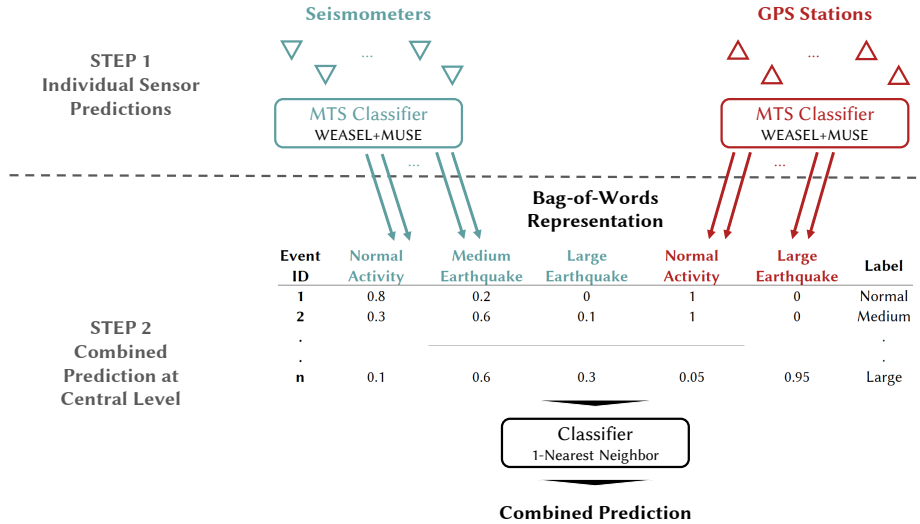 Seismometers
GPS Stations
STEP 1
Individual Sensor
Predictions
...
...
MTS Classifier
WEASEL+MUSE
MTS Classifier
WEASEL+MUSE
...
...
Bag-of-Words
Representation
Event ID
Normal Activity
Medium Earthquake
Large Earthquake
Normal Activity
Large Earthquake
Label
1 0.8 0.2 0 1 0 Normal
2 0.3 0.6 0.1 1 0 Medium
. .
. .
n 0.1 0.6 0.3 0.05 0.95 Large
STEP 2
Combined
Prediction at
Central Level
Classifier
1-Nearest Neighbor
Combined Prediction